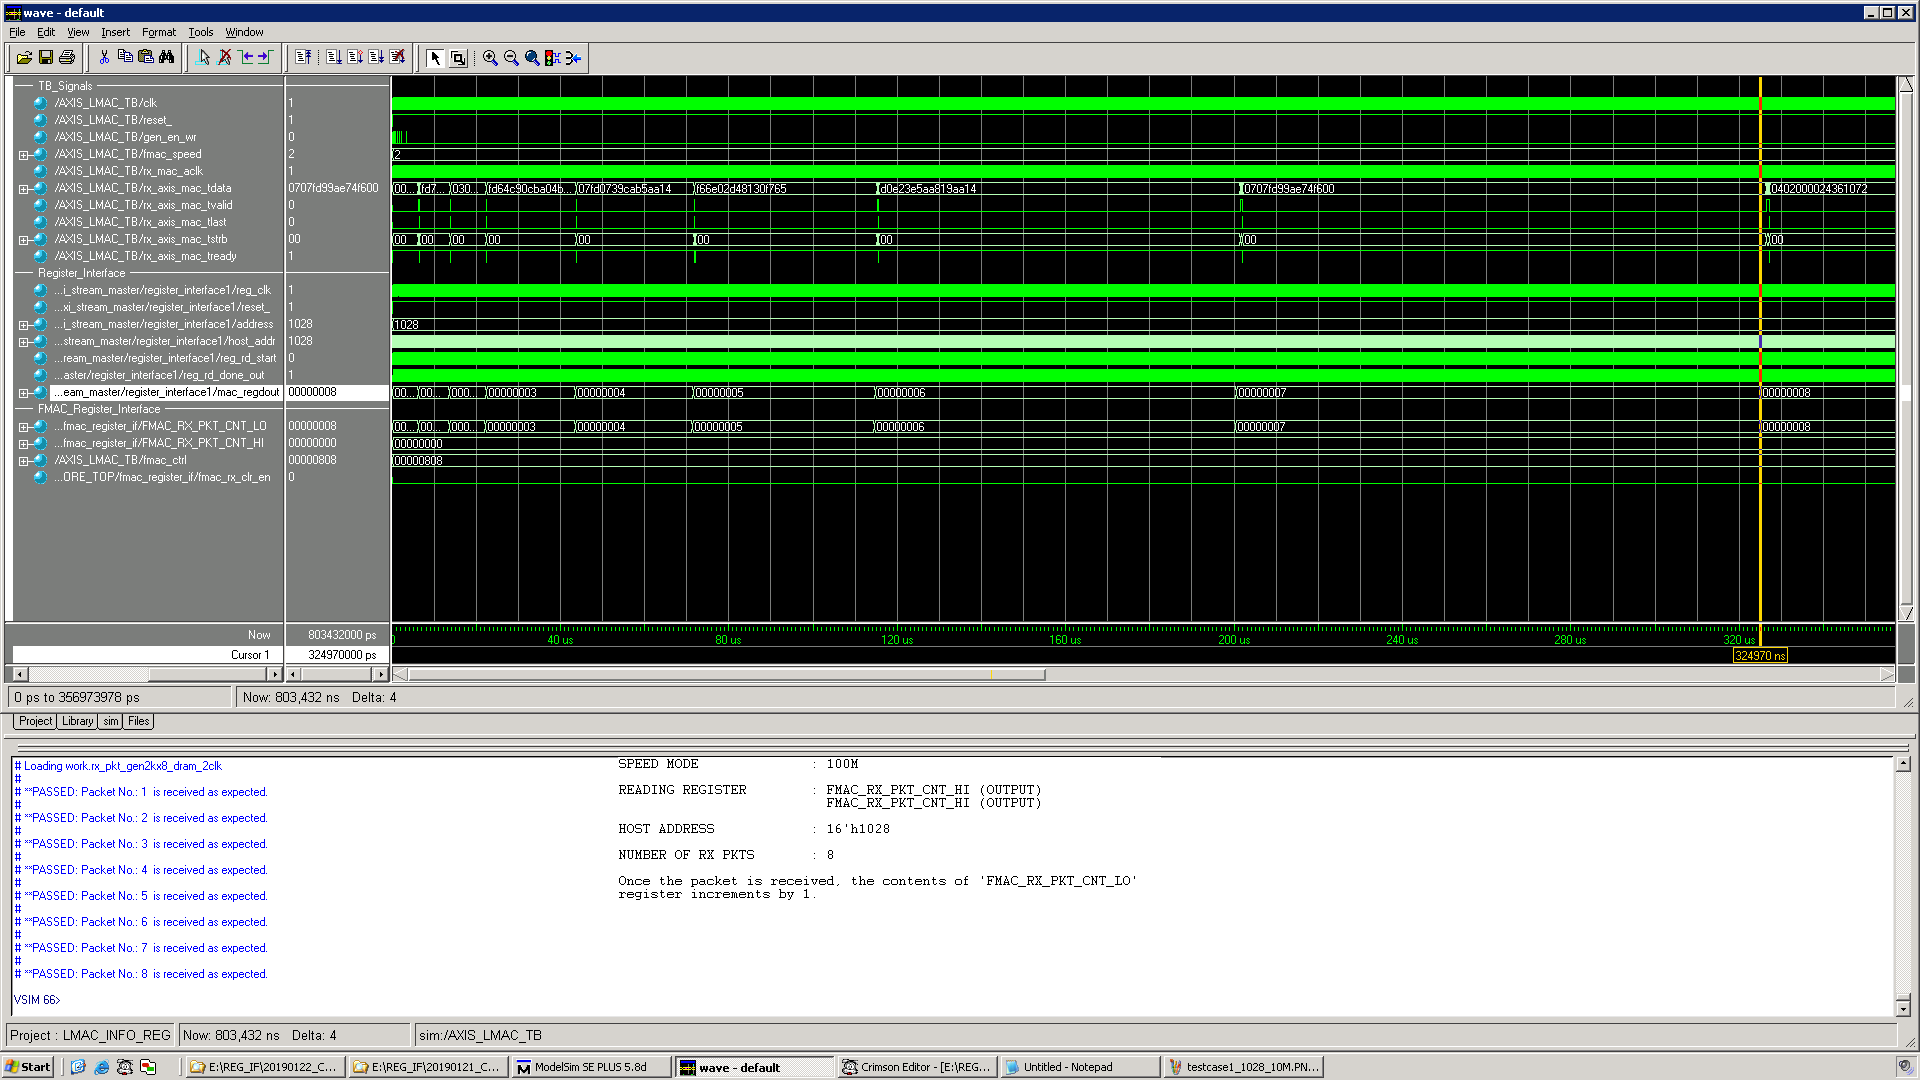 wave - default
File Edit View Insert Format Tools Window
TB_Signals
/AXIS_LMAC_TB/clk 1
/AXIS_LMAC_TB/reset_ 1
/AXIS_LMAC_TB/gen_en_wr 0
/AXIS_LMAC_TB/fmac_speed 2 2
/AXIS_LMAC_TB/rx_mac_aclk 1
/AXIS_LMAC_TB/rx_axis_mac_tdata 0707fd99ae74f600 00... fd7... 030... fd64c90cba04b... 07fd0739cab5aa14 f66e02d48130f765 d0e23e5aa819aa14 0707fd99ae74f600 0402000024361072
/AXIS_LMAC_TB/rx_axis_mac_tvalid 0
/AXIS_LMAC_TB/rx_axis_mac_tlast 0
/AXIS_LMAC_TB/rx_axis_mac_tstrb 00 00 00 00 00 00 00 00 00 00
/AXIS_LMAC_TB/rx_axis_mac_tready 1
Register_Interface
...i_stream_master/register_interface1/reg_clk 1
...xi_stream_master/register_interface1/reset_ 1
...i_stream_master/register_interface1/address 1028 1028
...stream_master/register_interface1/host_addr 1028
...ream_master/register_interface1/reg_rd_start 0
...aster/register_interface1/reg_rd_done_out 1
...eam_master/register_interface1/mac_regdout 00000008 00... 00... 000... 00000003 00000004 00000005 00000006 00000007 00000008
FMAC_Register_Interface
...fmac_register_if/FMAC_RX_PKT_CNT_LO 00000008 00... 00... 000... 00000003 00000004 00000005 00000006 00000007 00000008
...fmac_register_if/FMAC_RX_PKT_CNT_HI 00000000 00000000
/AXIS_LMAC_TB/fmac_ctrl 00000808 00000808
...ORE_TOP/fmac_register_if/fmac_rx_clr_en 0
Now 803432000 ps 0 40 us 80 us 120 us 160 us 200 us 240 us 280 us 320 us
Cursor 1 324970000 ps 324970 ns
0 ps to 356973978 ps Now: 803,432 ns Delta: 4
Project Library sim Files
# Loading work.rx_pkt_gen2kx8_dram_2clk
#
# **PASSED: Packet No.: 1 is received as expected.
#
# **PASSED: Packet No.: 2 is received as expected.
#
# **PASSED: Packet No.: 3 is received as expected.
#
# **PASSED: Packet No.: 4 is received as expected.
#
# **PASSED: Packet No.: 5 is received as expected.
#
# **PASSED: Packet No.: 6 is received as expected.
#
# **PASSED: Packet No.: 7 is received as expected.
#
# **PASSED: Packet No.: 8 is received as expected.
VSIM 66>
SPEED MODE : 100M
READING REGISTER : FMAC_RX_PKT_CNT_HI (OUTPUT)
FMAC_RX_PKT_CNT_HI (OUTPUT)
HOST ADDRESS : 16'h1028
NUMBER OF RX PKTS : 8
Once the packet is received, the contents of 'FMAC_RX_PKT_CNT_LO'
register increments by 1.
Project : LMAC_INFO_REG Now: 803,432 ns Delta: 4 sim:/AXIS_LMAC_TB
Start E:\REG_IF\20190122_C... E:\REG_IF\20190121_C... ModelSim SE PLUS 5.8d wave - default Crimson Editor - [E:\REG... Untitled - Notepad testcase1_1028_10M.PN...